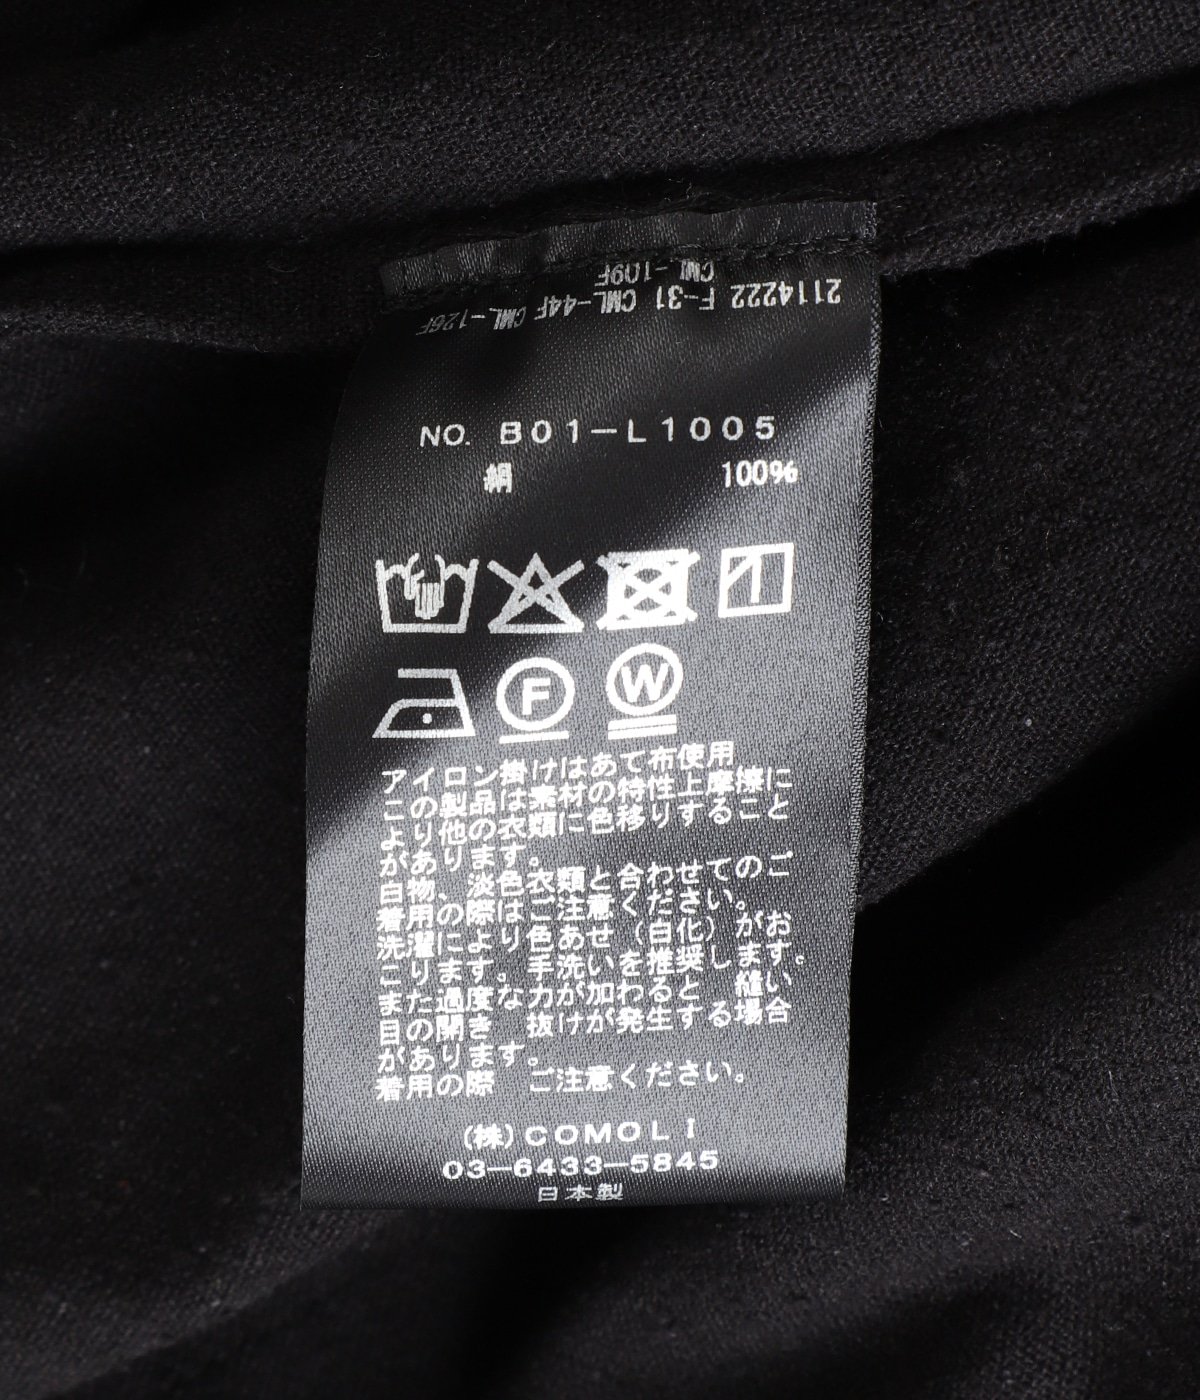 2114222 F-31 CML-44F CML-126F
CML-109F
NO. B01-L1005
絹 100%
F
W
アイロン掛けはあて布使用
この製品は素材の特性上摩擦に
より他の衣類に色移りすること
があります。
白物、淡色衣類と合わせてのご
着用の際はご注意ください。
洗濯により色あせ（白化）がお
こります。手洗いを推奨します。
また過度な力が加わると 縫い
目の開き 抜けが発生する場合
があります。
着用の際 ご注意ください。
(株)COMOLI
03-6433-5845
日本製